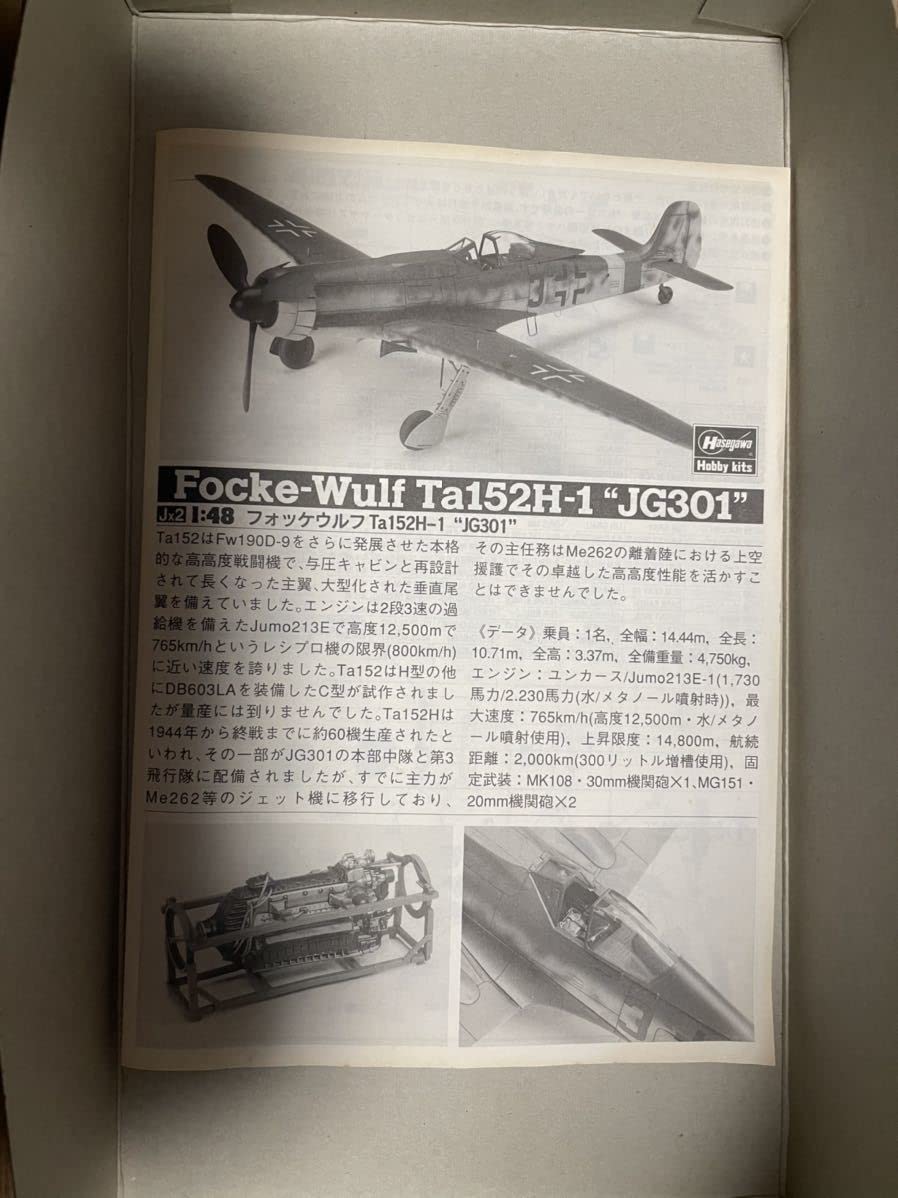 3
Hasegawa
Hobby kits
Focke-Wulf Ta152H-1 “JG301”
Jx2 1:48 フォッケウルフ Ta152H-1 “JG301”
Ta152はFw190D-9をさらに発展させた本格
的な高高度戦闘機で、与圧キャビンと再設計
されて長くなった主翼、大型化された垂直尾
翼を備えていました。エンジンは2段3速の過
給機を備えたJumo213Eで高度12,500mで
765km/hというレシプロ機の限界(800km/h)
に近い速度を誇りました。Ta152はH型の他
にDB603LAを装備したC型が試作されまし
たが量産には到りませんでした。Ta152Hは
1944年から終戦までに約60機生産されたと
いわれ、その一部がJG301の本部中隊と第3
飛行隊に配備されましたが、すでに主力が
Me262等のジェット機に移行しており、
その主任務はMe262の離着陸における上空
援護でその卓越した高高度性能を活かすこ
とはできませんでした。
《データ》乗員：1名、全幅：14.44m、全長：
10.71m、全高：3.37m、全備重量：4,750kg、
エンジン：ユンカース/Jumo213E-1(1,730
馬力/2.230馬力(水/メタノール噴射時))、最
大速度：765km/h(高度12,500m・水/メタノ
ール噴射使用)、上昇限度：14,800m、航続
距離：2,000km(300リットル増槽使用)、固
定武装：MK108・30mm機関砲×1、MG151・
20mm機関砲×2
3